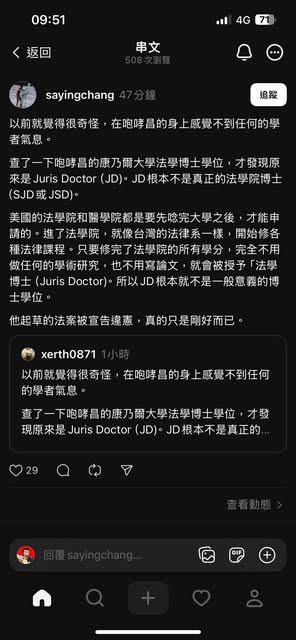 09:51
4G
71
返回
串文
508 次瀏覽
sayingchang 47分鐘
追蹤
以前就覺得很奇怪，在咆哮昌的身上感覺不到任何的學
者氣息。
查了一下咆哮昌的康乃爾大學法學博士學位，才發現原
來是 Juris Doctor (JD)。JD根本不是真正的法學院博士
(SJD或JSD)。
美國的法學院和醫學院都是要先唸完大學之後，才能申
請的。進了法學院，就像台灣的法律系一樣，開始修各
種法律課程。只要修完了法學院的所有學分，完全不用
做任何的學術研究，也不用寫論文，就會被授予「法學
博士 (Juris Doctor)。所以JD根本就不是一般意義的博
士學位。
他起草的法案被宣告違憲，真的只是剛好而已。
xerth0871 1小時
以前就覺得很奇怪，在咆哮昌的身上感覺不到任何
的學者氣息。
查了一下咆哮昌的康乃爾大學法學博士學位，才發
現原來是 Juris Doctor (JD)。JD根本不是真正的...
29
查看動態
回覆 sayingchang...
GIF